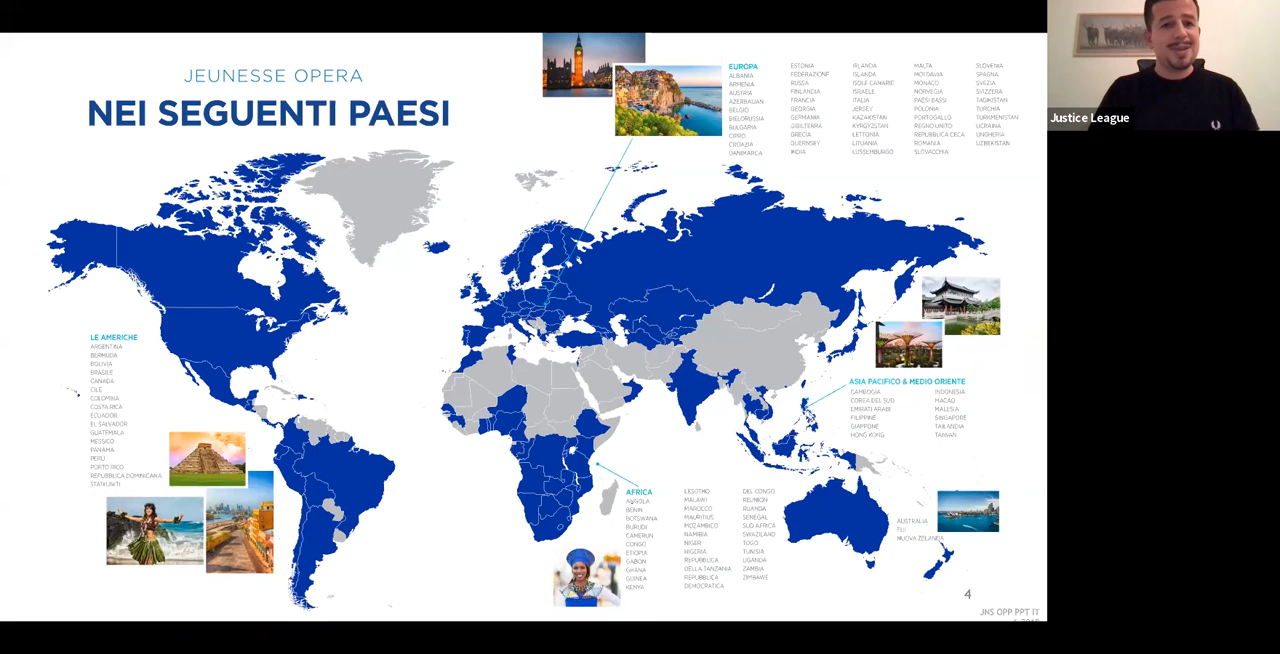 JEUNESSE OPERA
NEI SEGUENTI PAESI
EUROPA
ALBANIA
ARMENIA
AUSTRIA
AZERBAIJAN
BELGIO
BIELORUSSIA
BULGARIA
CIPRO
CROAZIA
DANIMARCA
ESTONIA
FEDERAZIONE
RUSSA
FINLANDIA
FRANCIA
GEORGIA
GERMANIA
GIBILTERRA
GRECIA
GUERNSEY
INDIA
IRLANDA
ISLANDA
ISOLE CANARIE
ISRAELE
ITALIA
JERSEY
KAZAKISTAN
KYRGYZSTAN
LETTONIA
LITUANIA
LUSSEMBURGO
MALTA
MOLDAVIA
MONACO
NORVEGIA
PAESI BASSI
POLONIA
PORTOGALLO
REGNO UNITO
REPUBBLICA CECA
ROMANIA
SLOVACCHIA
SLOVENIA
SPAGNA
SVEZIA
SVIZZERA
TAGIKISTAN
TURCHIA
TURKMENISTAN
UCRAINA
UNGHERIA
UZBEKISTAN
Justice League
LE AMERICHE
ARGENTINA
BERMUDA
BOLIVIA
BRASILE
CANADA
CILE
COLOMBIA
COSTA RICA
ECUADOR
EL SALVADOR
GUATEMALA
MESSICO
PANAMA
PERU
PORTO RICO
REPUBBLICA DOMINICANA
STATI UNITI
ASIA PACIFICO & MEDIO ORIENTE
CAMBOGIA
COREA DEL SUD
EMIRATI ARABI
FILIPPINE
GIAPPONE
HONG KONG
INDONESIA
MACAO
MALESIA
SINGAPORE
TAILANDIA
TAIWAN
AFRICA
ANGOLA
BENIN
BOTSWANA
BURUDI
CAMERUN
CONGO
ETIOPIA
GABON
GHANA
GUINEA
KENYA
LESOTHO
MALAWI
MAROCCO
MAURITIUS
MOZAMBICO
NAMIBIA
NIGER
NIGERIA
REPUBBLICA
DELLA TANZANIA
REPUBBLICA
DEMOCRATICA
DEL CONGO
REUNION
RUANDA
SENEGAL
SUD AFRICA
SWAZILAND
TOGO
TUNISIA
UGANDA
ZAMBIA
ZIMBAWE
AUSTRALIA
FIJI
NUOVA ZELANDA
4
JNS OPP PPT IT